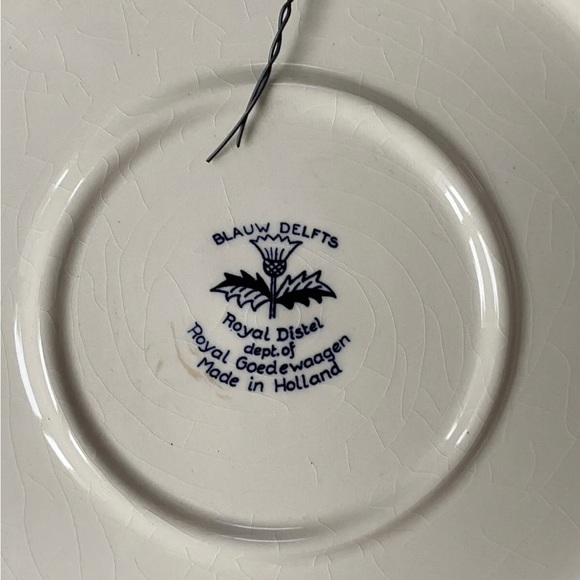 BLAUW DELFTS
Royal Distel
dept.of
Royal Goedewaagen
Made in Holland